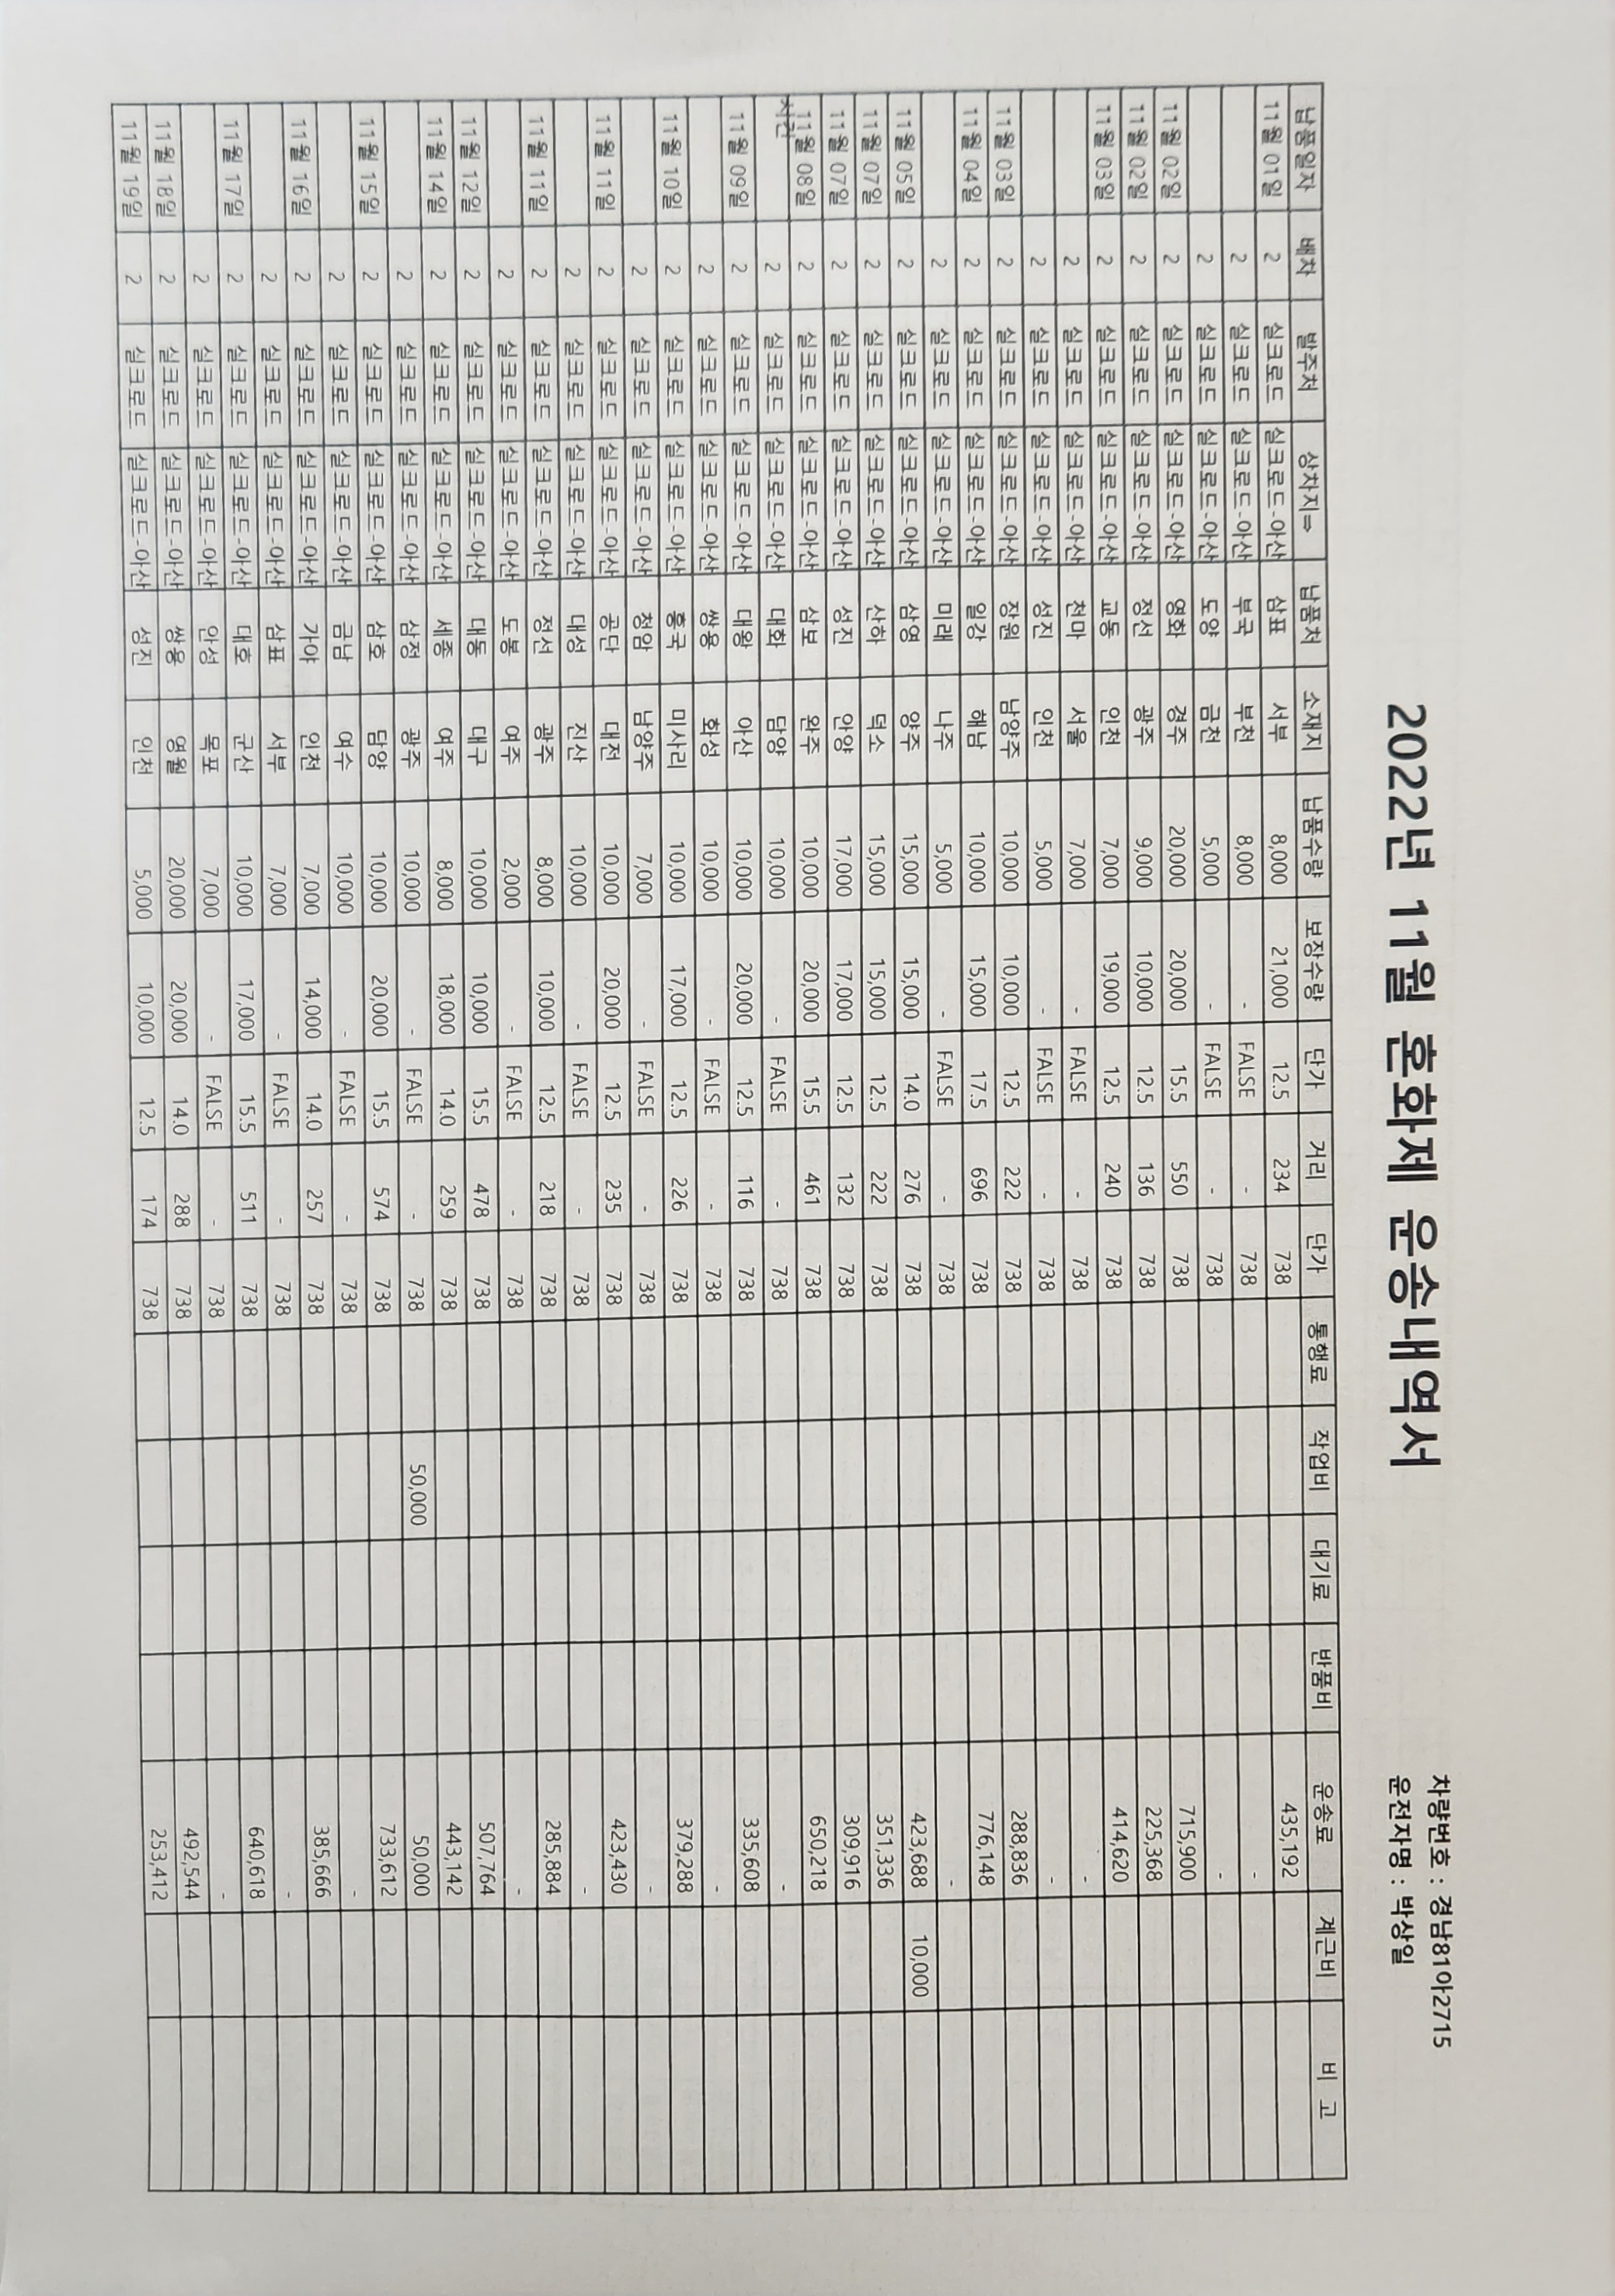 2022년 11월 혼화제 운송내역서
차량번호 : 경남81아2715
운전자명 : 박상일
납품일자 배차 발주처 상차지⇒ 납품처 소재지 납품수량 보장수량 단가 거리 단가 통행료 작업비 대기료 반품비 운송료 계근비 비 고
11월 01일 2 실크로드 실크로드-아산 삼표 서부 8,000 21,000 12.5 234 738 435,192
2 실크로드 실크로드-아산 부국 부천 8,000 - FALSE - 738 -
2 실크로드 실크로드-아산 도양 금천 5,000 - FALSE - 738 -
11월 02일 2 실크로드 실크로드-아산 영화 경주 20,000 20,000 15.5 550 738 715,900
11월 02일 2 실크로드 실크로드-아산 정선 광주 9,000 10,000 12.5 136 738 225,368
11월 03일 2 실크로드 실크로드-아산 교동 인천 7,000 19,000 12.5 240 738 414,620
2 실크로드 실크로드-아산 천마 서울 7,000 - FALSE - 738 -
2 실크로드 실크로드-아산 성진 인천 5,000 - FALSE - 738 -
11월 03일 2 실크로드 실크로드-아산 장원 남양주 10,000 10,000 12.5 222 738 288,836
11월 04일 2 실크로드 실크로드-아산 일강 해남 10,000 15,000 17.5 696 738 776,148
2 실크로드 실크로드-아산 미래 나주 5,000 - FALSE - 738 -
11월 05일 2 실크로드 실크로드-아산 삼영 양주 15,000 15,000 14.0 276 738 423,688 10,000
11월 07일 2 실크로드 실크로드-아산 산하 덕소 15,000 15,000 12.5 222 738 351,336
11월 07일 2 실크로드 실크로드-아산 성진 안양 17,000 17,000 12.5 132 738 309,916
11월 08일 2 실크로드 실크로드-아산 삼보 완주 10,000 20,000 15.5 461 738 650,218
2 실크로드 실크로드-아산 대화 담양 10,000 - FALSE - 738 -
11월 09일 2 실크로드 실크로드-아산 대왕 아산 10,000 20,000 12.5 116 738 335,608
2 실크로드 실크로드-아산 쌍용 화성 10,000 - FALSE - 738 -
11월 10일 2 실크로드 실크로드-아산 흥국 미사리 10,000 17,000 12.5 226 738 379,288
2 실크로드 실크로드-아산 청암 남양주 7,000 - FALSE - 738 -
11월 11일 2 실크로드 실크로드-아산 공단 대전 10,000 20,000 12.5 235 738 423,430
2 실크로드 실크로드-아산 대성 진산 10,000 - FALSE - 738 -
11월 11일 2 실크로드 실크로드-아산 정선 광주 8,000 10,000 12.5 218 738 285,884
2 실크로드 실크로드-아산 도봉 여주 2,000 - FALSE - 738 -
11월 12일 2 실크로드 실크로드-아산 대동 대구 10,000 10,000 15.5 478 738 507,764
11월 14일 2 실크로드 실크로드-아산 세종 여주 8,000 18,000 14.0 259 738 443,142
2 실크로드 실크로드-아산 삼정 광주 10,000 - FALSE - 738 50,000 50,000
11월 15일 2 실크로드 실크로드-아산 삼호 담양 10,000 20,000 15.5 574 738 733,612
2 실크로드 실크로드-아산 금남 여수 10,000 - FALSE - 738 -
11월 16일 2 실크로드 실크로드-아산 가야 인천 7,000 14,000 14.0 257 738 385,666
2 실크로드 실크로드-아산 삼표 서부 7,000 - FALSE - 738 -
11월 17일 2 실크로드 실크로드-아산 대호 군산 10,000 17,000 15.5 511 738 640,618
2 실크로드 실크로드-아산 안성 목포 7,000 - FALSE - 738 -
11월 18일 2 실크로드 실크로드-아산 쌍용 영월 20,000 20,000 14.0 288 738 492,544
11월 19일 2 실크로드 실크로드-아산 성진 인천 5,000 10,000 12.5 174 738 253,412